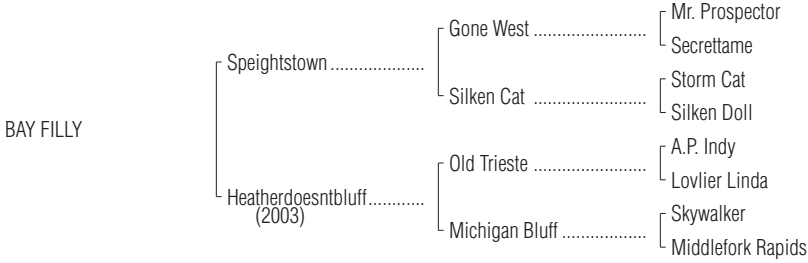 Mr. Prospector
Gone West ........................
Secrettame
Speightstown ....................
Storm Cat
Silken Cat ........................
Silken Doll
BAY FILLY
A.P. Indy
Old Trieste ........................
Lovlier Linda
Heatherdoesntbluff............
(2003)
Skywalker
Michigan Bluff ..................
Middlefork Rapids